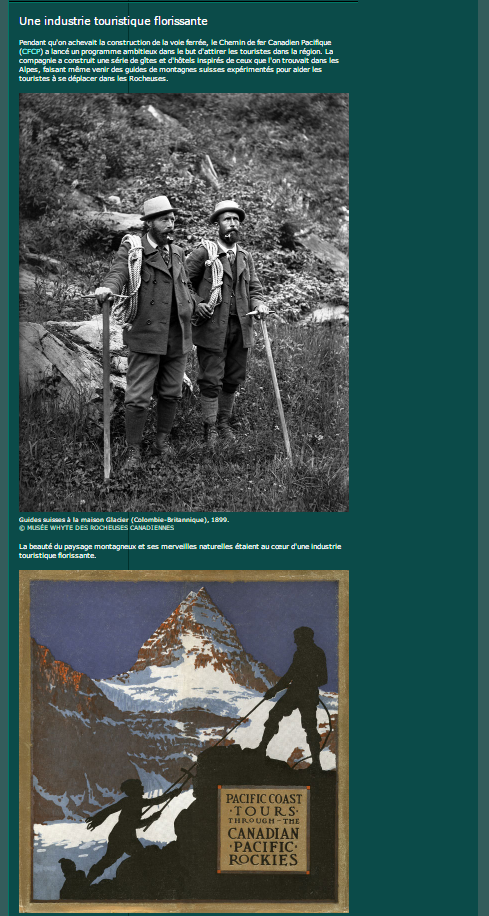 Une industrie touristique florissante
Pendant qu'on achevait la construction de la voie ferrée, le Chemin de fer Canadien Pacifique
(CFCP) a lancé un programme ambitieux dans le but d'attirer les touristes dans la région. La
compagnie a construit une série de gîtes et d'hôtels inspirés de ceux que l'on trouvait dans les
Alpes, faisant même venir des guides de montagnes suisses expérimentés pour aider les
touristes à se déplacer dans les Rocheuses.
Guides suisses à la maison Glacier (Colombie-Britannique), 1899.
© MUSÉE WHYTE DES ROCHEUSES CANADIENNES
La beauté du paysage montagneux et ses merveilles naturelles étaient au cœur d'une industrie
touristique florissante.
PACIFIC COAST
·TOURS·
THROUGH–THE
CANADIAN
·PACIFIC·
ROCKIES